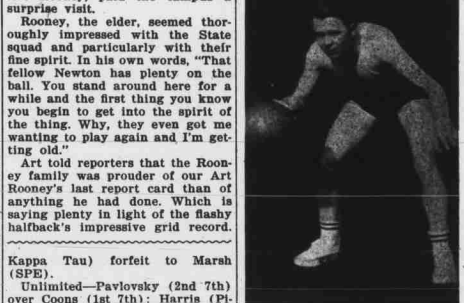 surprise visit.
Rooney, the elder, seemed thor-
oughly impressed with the State
squad and particularly with their
fine spirit. In his own words, "That
fellow Newton has plenty on the
ball. You stand around here for a
while and the first thing you know
you begin to get into the spirit of
the thing. Why, they even got me
wanting to play again and I'm get-
ting old."
Art told reporters that the Roon-
ey family was prouder of our Art
Rooney's last report card than of
anything he had done. Which is
saying plenty in light of the flashy
halfback's impressive grid record.
Kappa Tau) forfeit to Marsh
(SPE).
Unlimited—Pavlovsky (2nd 7th)
over Coons (1st 7th); Harris (Pi-